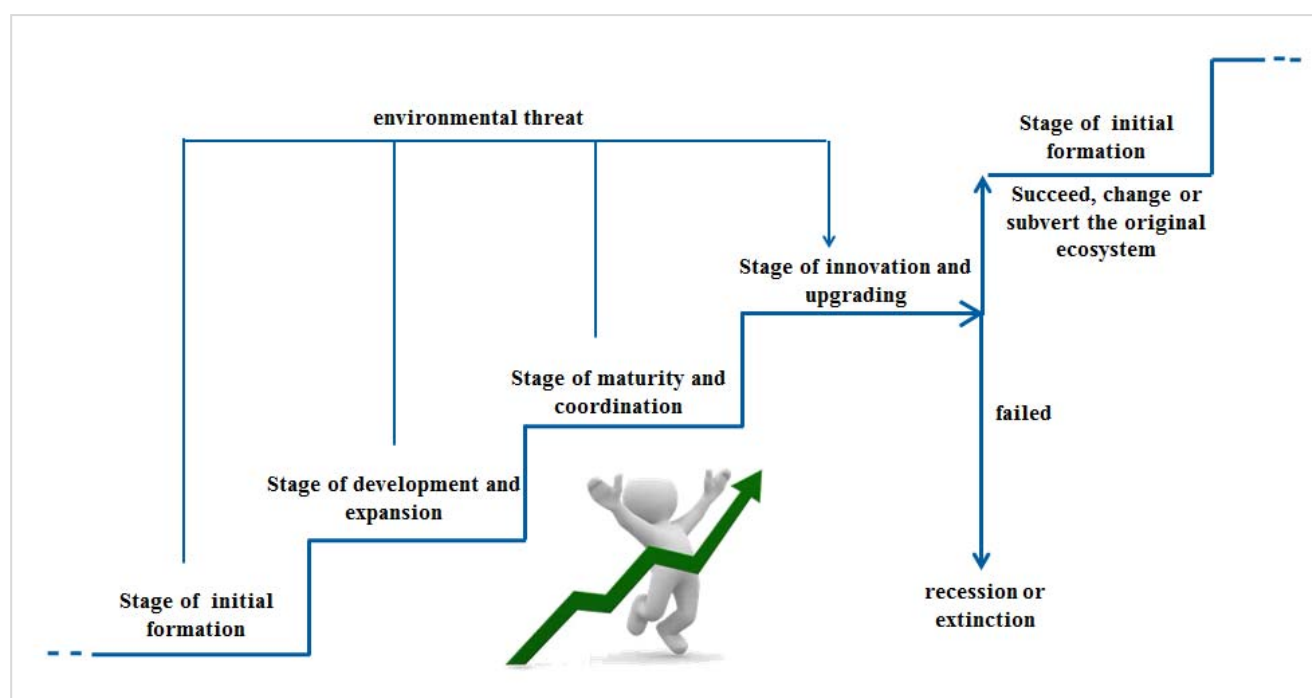 environmental threat
Stage of initial
formation
Succeed, change or
subvert the original
ecosystem
Stage of innovation and
upgrading
Stage of maturity and
coordination
failed
Stage of development and
expansion
Stage of initial
formation
recession or
extinction